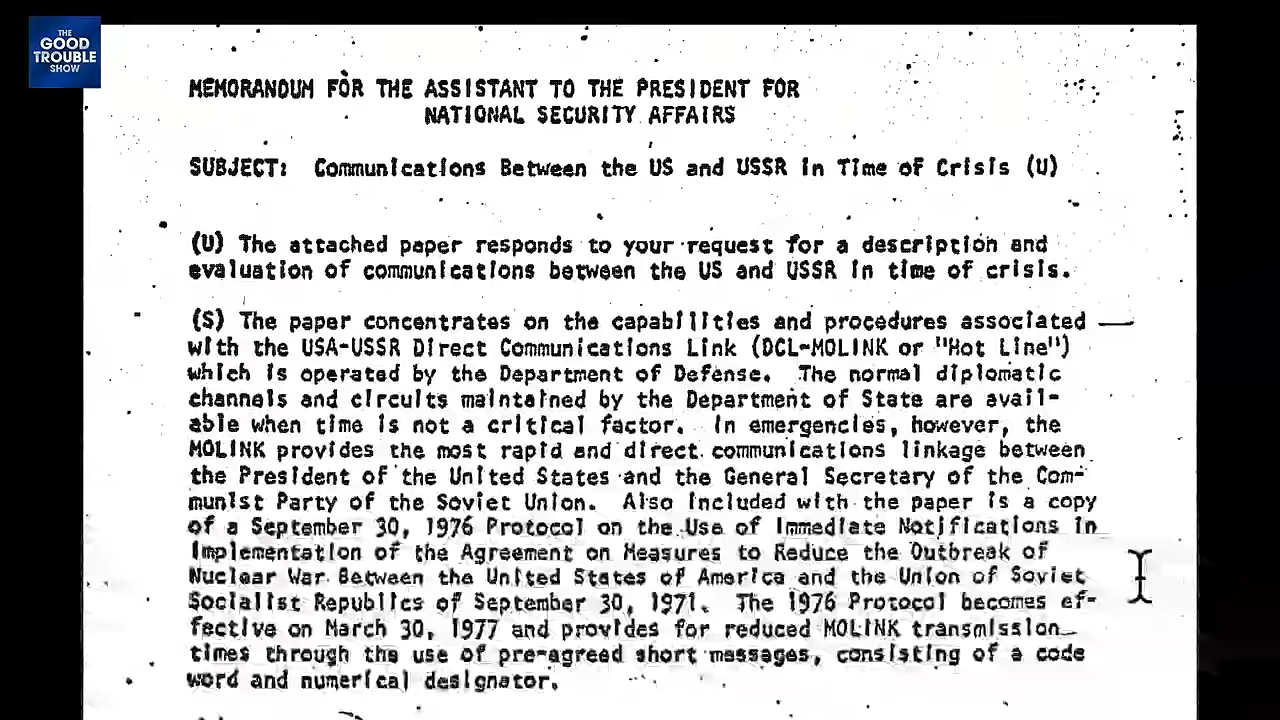 THE
GOOD
TROUBLE
SHOW
MEMORANDUM FOR THE ASSISTANT TO THE PRESIDENT FOR
NATIONAL SECURITY AFFAIRS
SUBJECT: Communications Between the US and USSR in Time of Crisis (U)
(U) The attached paper responds to your request for a description and
evaluation of communications between the US and USSR in time of crisis.
(S) The paper concentrates on the capabilities and procedures associated
with the USA-USSR Direct Communications Link (DCL-MOLINK or "Hot Line")
which is operated by the Department of Defense. The normal diplomatic
channels and circuits maintained by the Department of State are avail-
able when time is not a critical factor. In emergencies, however, the
MOLINK provides the most rapid and direct communications linkage between
the President of the United States and the General Secretary of the Com-
munist Party of the Soviet Union. Also included with the paper is a copy
of a September 30, 1976 Protocol on the Use of Immediate Notifications in
Implementation of the Agreement on Measures to Reduce the Outbreak of
Nuclear War Between the United States of America and the Union of Soviet
Socialist Republics of September 30, 1971. The 1976 Protocol becomes ef-
fective on March 30, 1977 and provides for reduced MOLINK transmission
times through the use of pre-agreed short messages, consisting of a code
word and numerical designator.